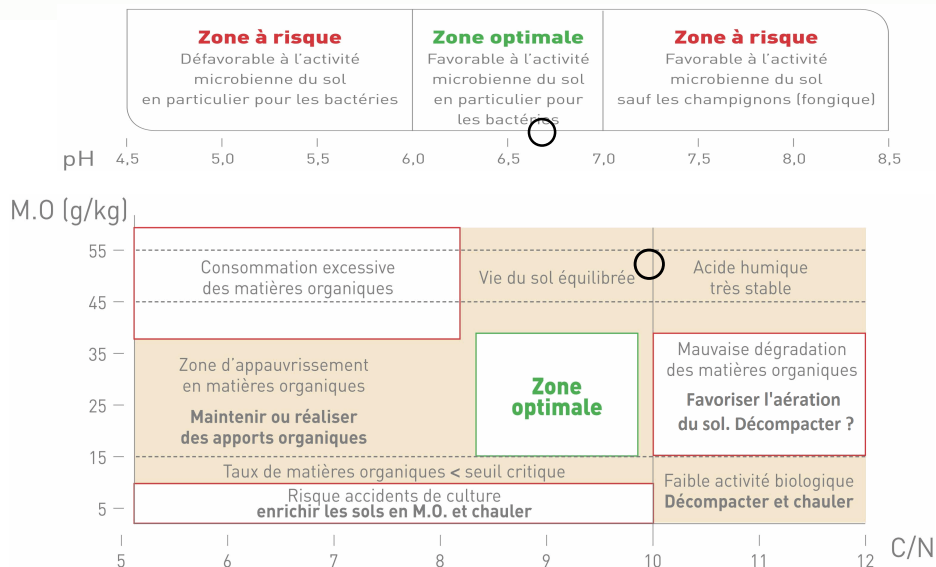 Zone à risque
Défavorable à l'activité
microbienne du sol
en particulier pour les bactéries
Zone optimale
Favorable à l'activité
microbienne du sol
en particulier pour
les bactéries
Zone à risque
Favorable à l'activité
microbienne du sol
sauf les champignons (fongique)
pH
4,5 5,0 5,5 6,0 6,5 7,0 7,5 8,0 8,5
M.O (g/kg)
55
45
35
25
15
5
Consommation excessive
des matières organiques
Vie du sol équilibrée
Acide humique
très stable
Zone d'appauvrissement
en matières organiques
Maintenir ou réaliser
des apports organiques
Zone
optimale
Mauvaise dégradation
des matières organiques
Favoriser l'aération
du sol. Décompacter ?
Taux de matières organiques < seuil critique
Risque accidents de culture
enrichir les sols en M.O. et chauler
Faible activité biologique
Décompacter et chauler
5 6 7 8 9 10 11 12
C/N